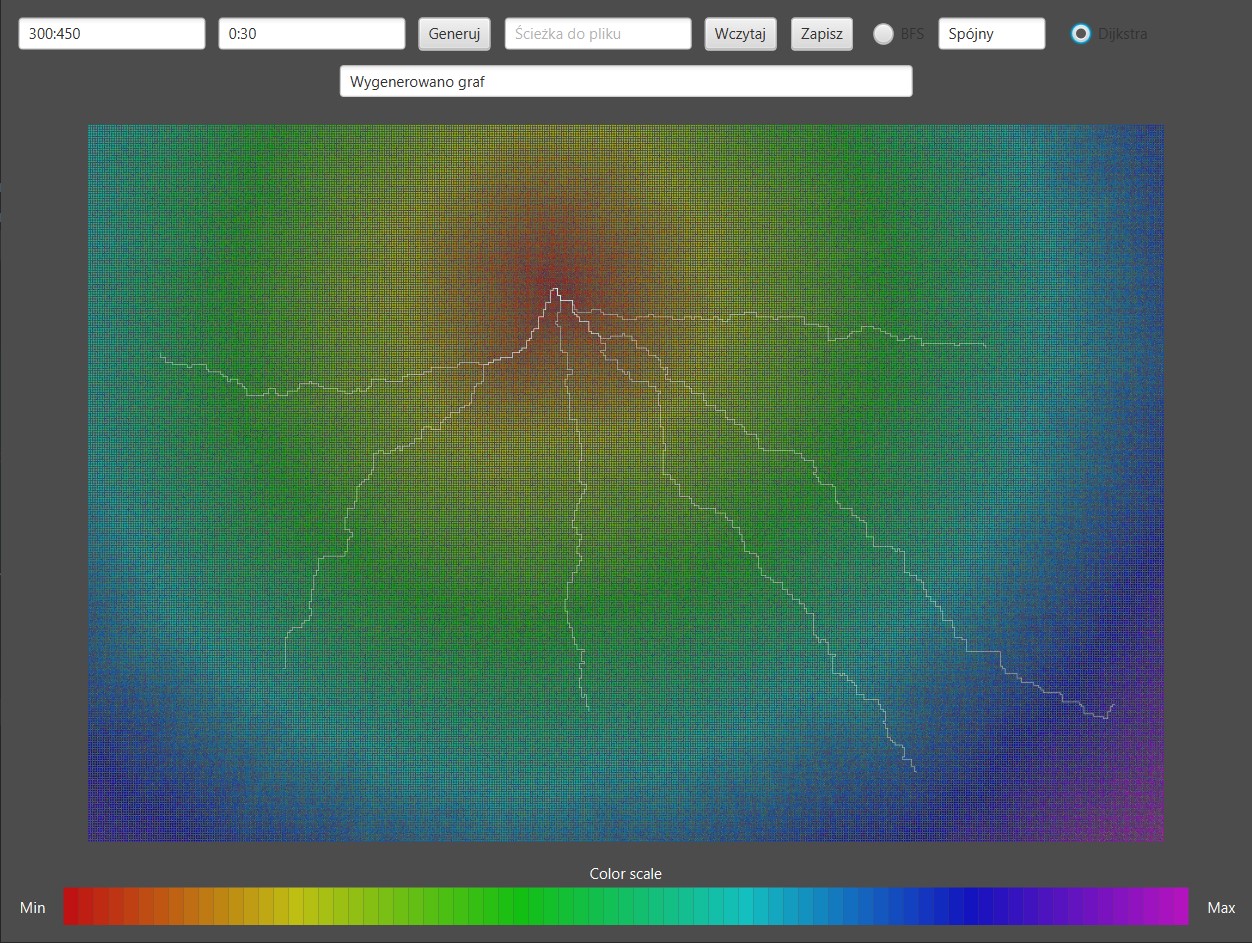 300:450 0:30 Generuj Ścieżka do pliku Wczytaj Zapisz BFS Spójny Dijkstra
Wygenerowano graf
Color scale
Min Max